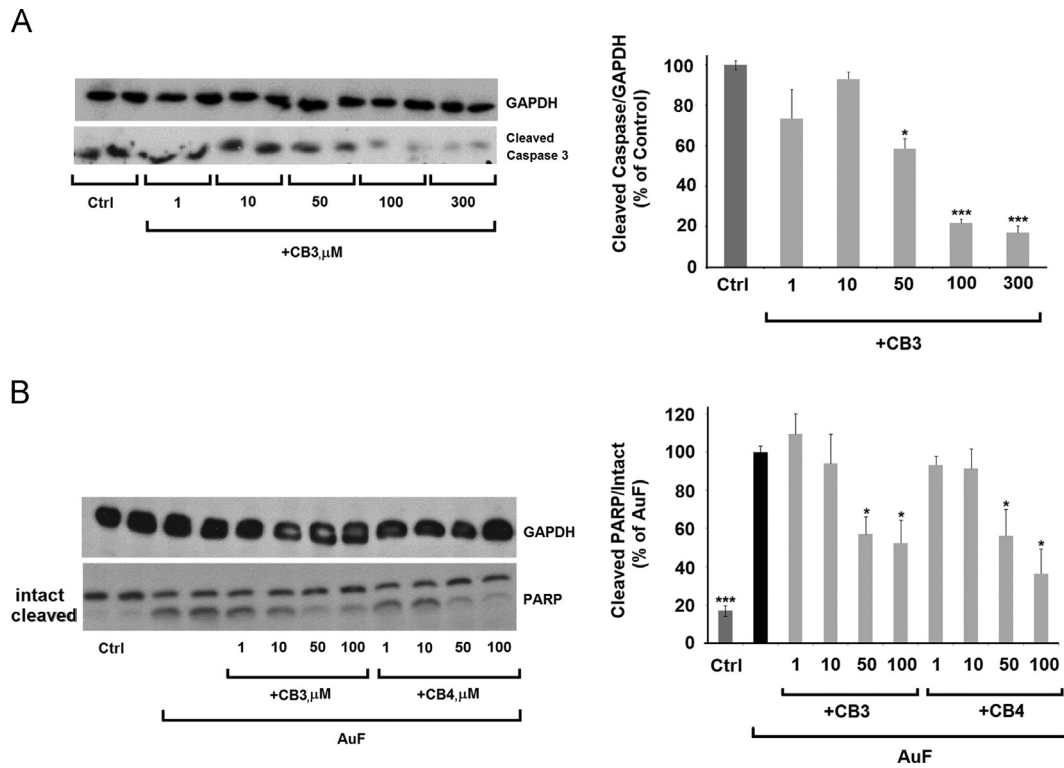 A
GAPDH
Cleaved
Caspase 3
Ctrl 1 10 50 100 300
+CB3,μM
Cleaved Caspase/GAPDH
(% of Control)
100
80
60
40
20
0
*
***
***
Ctrl 1 10 50 100 300
+CB3
B
GAPDH
intact
cleaved
PARP
Ctrl 1 10 50 100 1 10 50 100
+CB3,μM +CB4,μM
AuF
Cleaved PARP/Intact
(% of AuF)
120
100
80
60
40
20
0
***
*
*
*
*
Ctrl 1 10 50 100 1 10 50 100
+CB3 +CB4
AuF